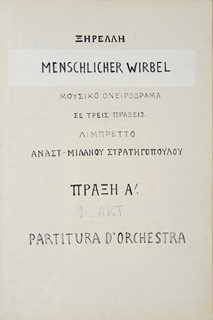 ΞΗΡΕΛΛΗ
MENSCHLICHER WIRBEL
ΜΟΥΣΙΚΟ ΟΝΕΙΡΟΔΡΑΜΑ
ΣΕ ΤΡΕΙΣ ΠΡΑΞΕΙΣ
ΛΙΜΠΡΕΤΤΟ
ΑΝΑΣΤ-ΜΙΛΑΝΟΥ ΣΤΡΑΤΗΓΟΠΟΥΛΟΥ
ΠΡΑΞΗ Α΄.
1. AKT
PARTITURA D'ORCHESTRA